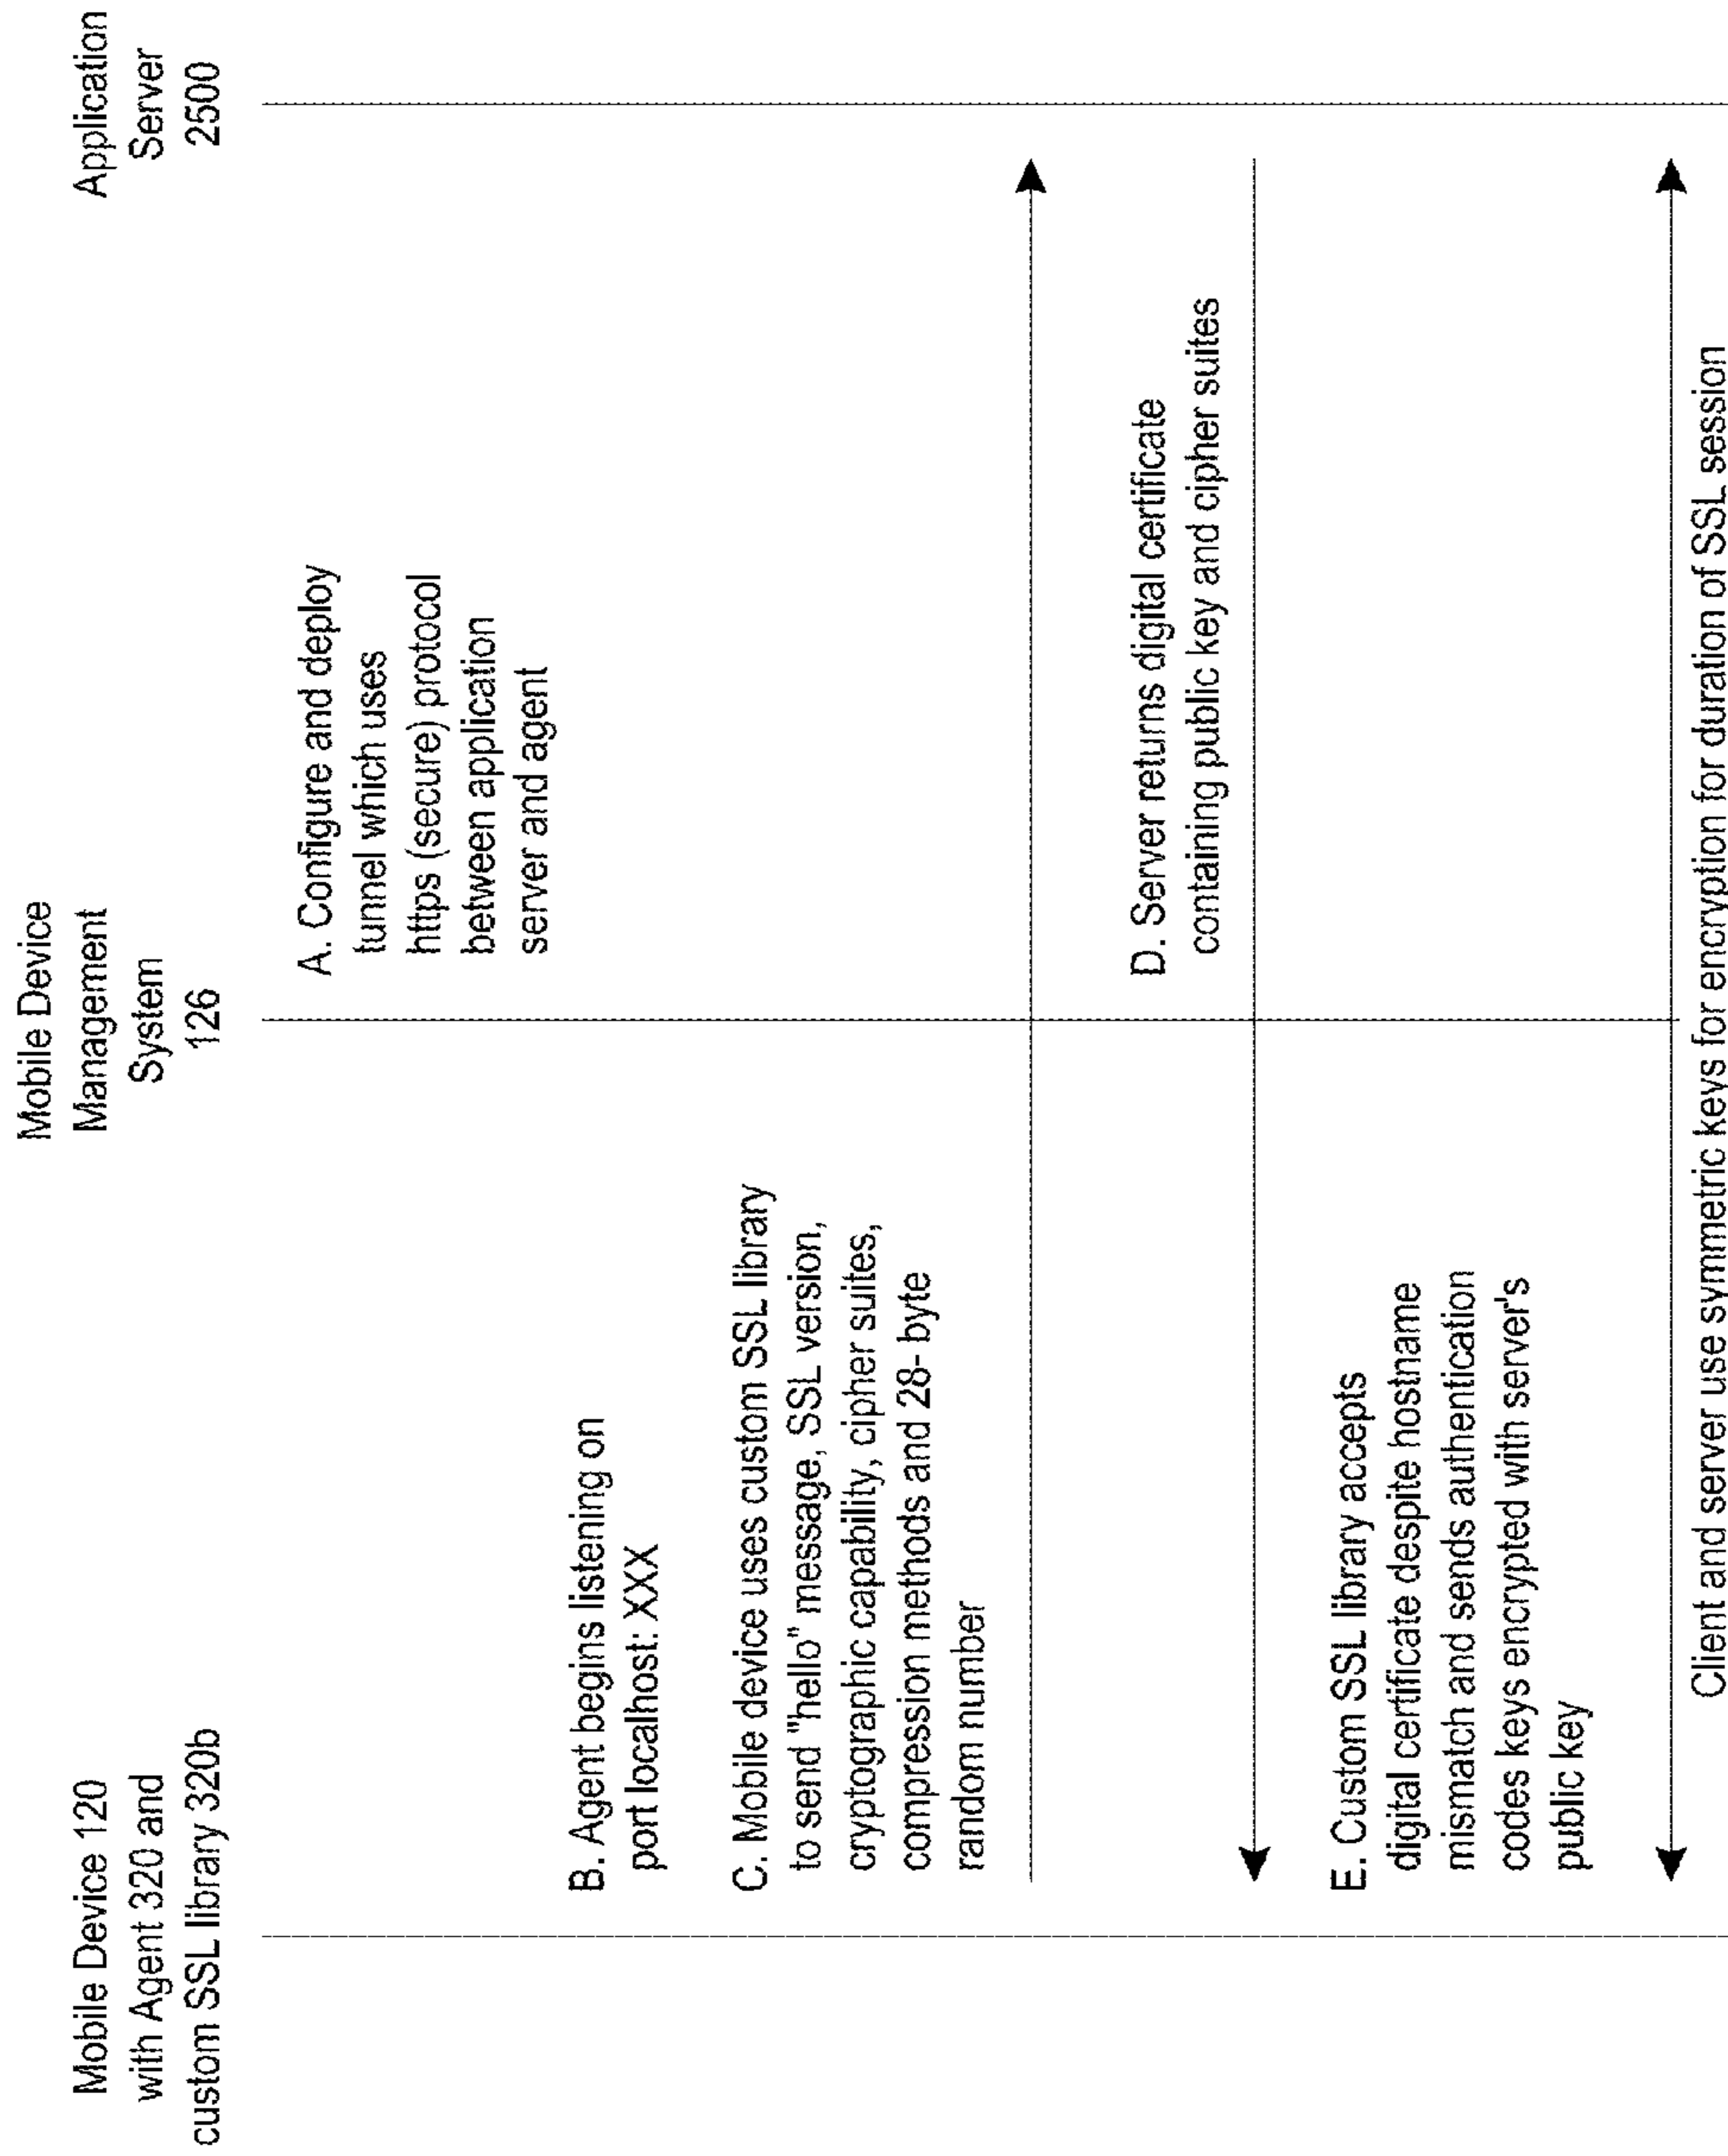 Mobile Device 120
with Agent 320 and
custom SSL library 320b
Mobile Device
Management
System
126
Application
Server
2500
A. Configure and deploy
tunnel which uses
https (secure) protocol
between application
server and agent
B. Agent begins listening on
port localhost: XXX
C. Mobile device uses custom SSL library
to send "hello" message, SSL version,
cryptographic capability, cipher suites,
compression methods and 28- byte
random number
D. Server returns digital certificate
containing public key and cipher suites
E. Custom SSL library accepts
digital certificate despite hostname
mismatch and sends authentication
codes keys encrypted with server's
public key
Client and server use symmetric keys for encryption for duration of SSL session